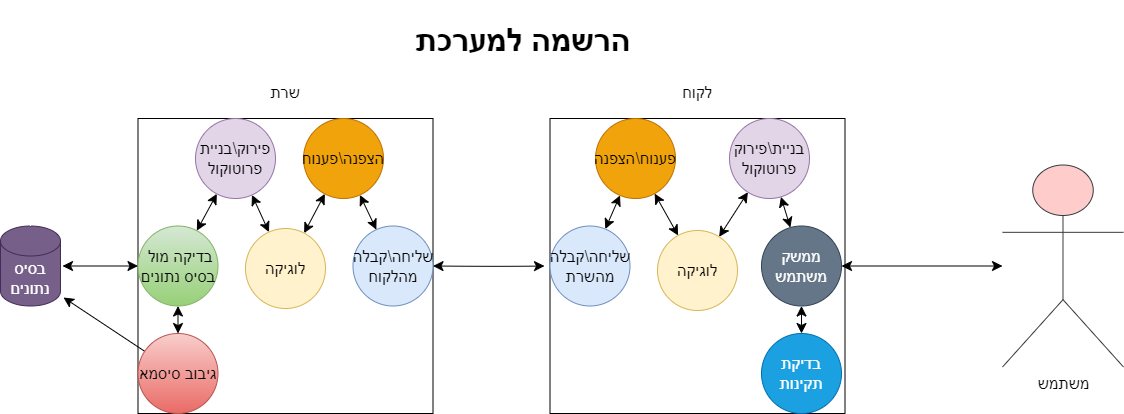 הרשמה למערכת
לקוח
שרת
בניית\פירוק
פרוטוקול
פענוח\הצפנה
הצפנה\פענוח
פירוק\בניית
פרוטוקול
ממשק
משתמש
לוגיקה
שליחה\קבלה
מהשרת
שליחה\קבלה
מהלקוח
לוגיקה
בדיקה מול
בסיס נתונים
בסיס
נתונים
בדיקת
תקינות
גיבוב סיסמא
משתמש